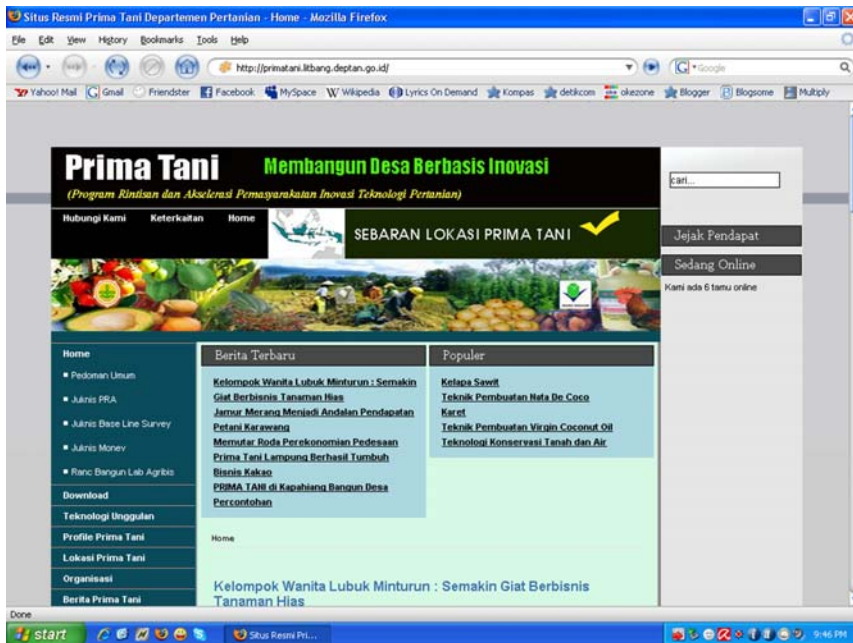 Situs Resmi Prima Tani Departemen Pertanian - Home - Mozilla Firefox
File Edit View History Bookmarks Tools Help
http://primatani.litbang.deptan.go.id/
Google
Yahoo! Mail Gmail Friendster Facebook MySpace Wikipedia Lyrics On Demand Kompas detikcom okezone Blogger Blogsome Multiply
Prima Tani
Membangun Desa Berbasis Inovasi
(Program Rintisan dan Akselerasi Pemasyarakatan Inovasi Teknologi Pertanian)
cari...
Hubungi Kami Keterkaitan Home
SEBARAN LOKASI PRIMA TANI
Jejak Pendapat
Sedang Online
Kami ada 6 tamu online
Home
Pedoman Umum
Juknis PRA
Juknis Base Line Survey
Juknis Monev
Ranc Bangun Lab Agribis
Download
Teknologi Unggulan
Profile Prima Tani
Lokasi Prima Tani
Organisasi
Berita Prima Tani
Berita Terbaru
Kelompok Wanita Lubuk Minturun : Semakin
Giat Berbisnis Tanaman Hias
Jamur Merang Menjadi Andalan Pendapatan
Petani Karawang
Memutar Roda Perekonomian Pedesaan
Prima Tani Lampung Berhasil Tumbuh
Bisnis Kakao
PRIMA TANI di Kapahiang Bangun Desa
Percontohan
Populer
Kelapa Sawit
Teknik Pembuatan Nata De Coco
Karet
Teknik Pembuatan Virgin Coconut Oil
Teknologi Konservasi Tanah dan Air
Home
Kelompok Wanita Lubuk Minturun : Semakin Giat Berbisnis
Tanaman Hias
Done
start
Situs Resmi Pri...
9:46 PM